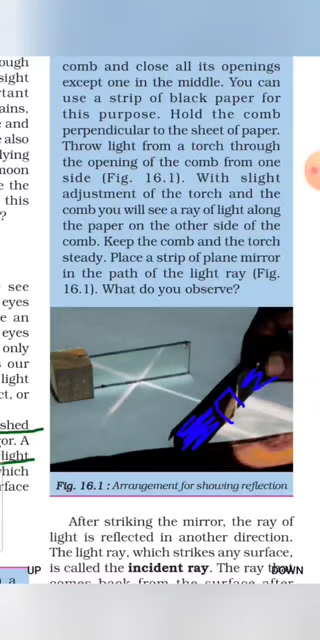 ough
sight
rtant
ains,
e and
e also
lying
moon
e the
this
?
see
eyes
e an
eyes
only
s our
light
ct, or
shed
or. A
light
which
rface
comb and close all its openings
except one in the middle. You can
use a strip of black paper for
this purpose. Hold the comb
perpendicular to the sheet of paper.
Throw light from a torch through
the opening of the comb from one
side (Fig. 16.1). With slight
adjustment of the torch and the
comb you will see a ray of light along
the paper on the other side of the
comb. Keep the comb and the torch
steady. Place a strip of plane mirror
in the path of the light ray (Fig.
16.1). What do you observe?
Fig. 16.1 : Arrangement for showing reflection
After striking the mirror, the ray of
light is reflected in another direction.
The light ray, which strikes any surface,
is called the incident ray. The ray that
comes back from the surface after
UP
DOWN